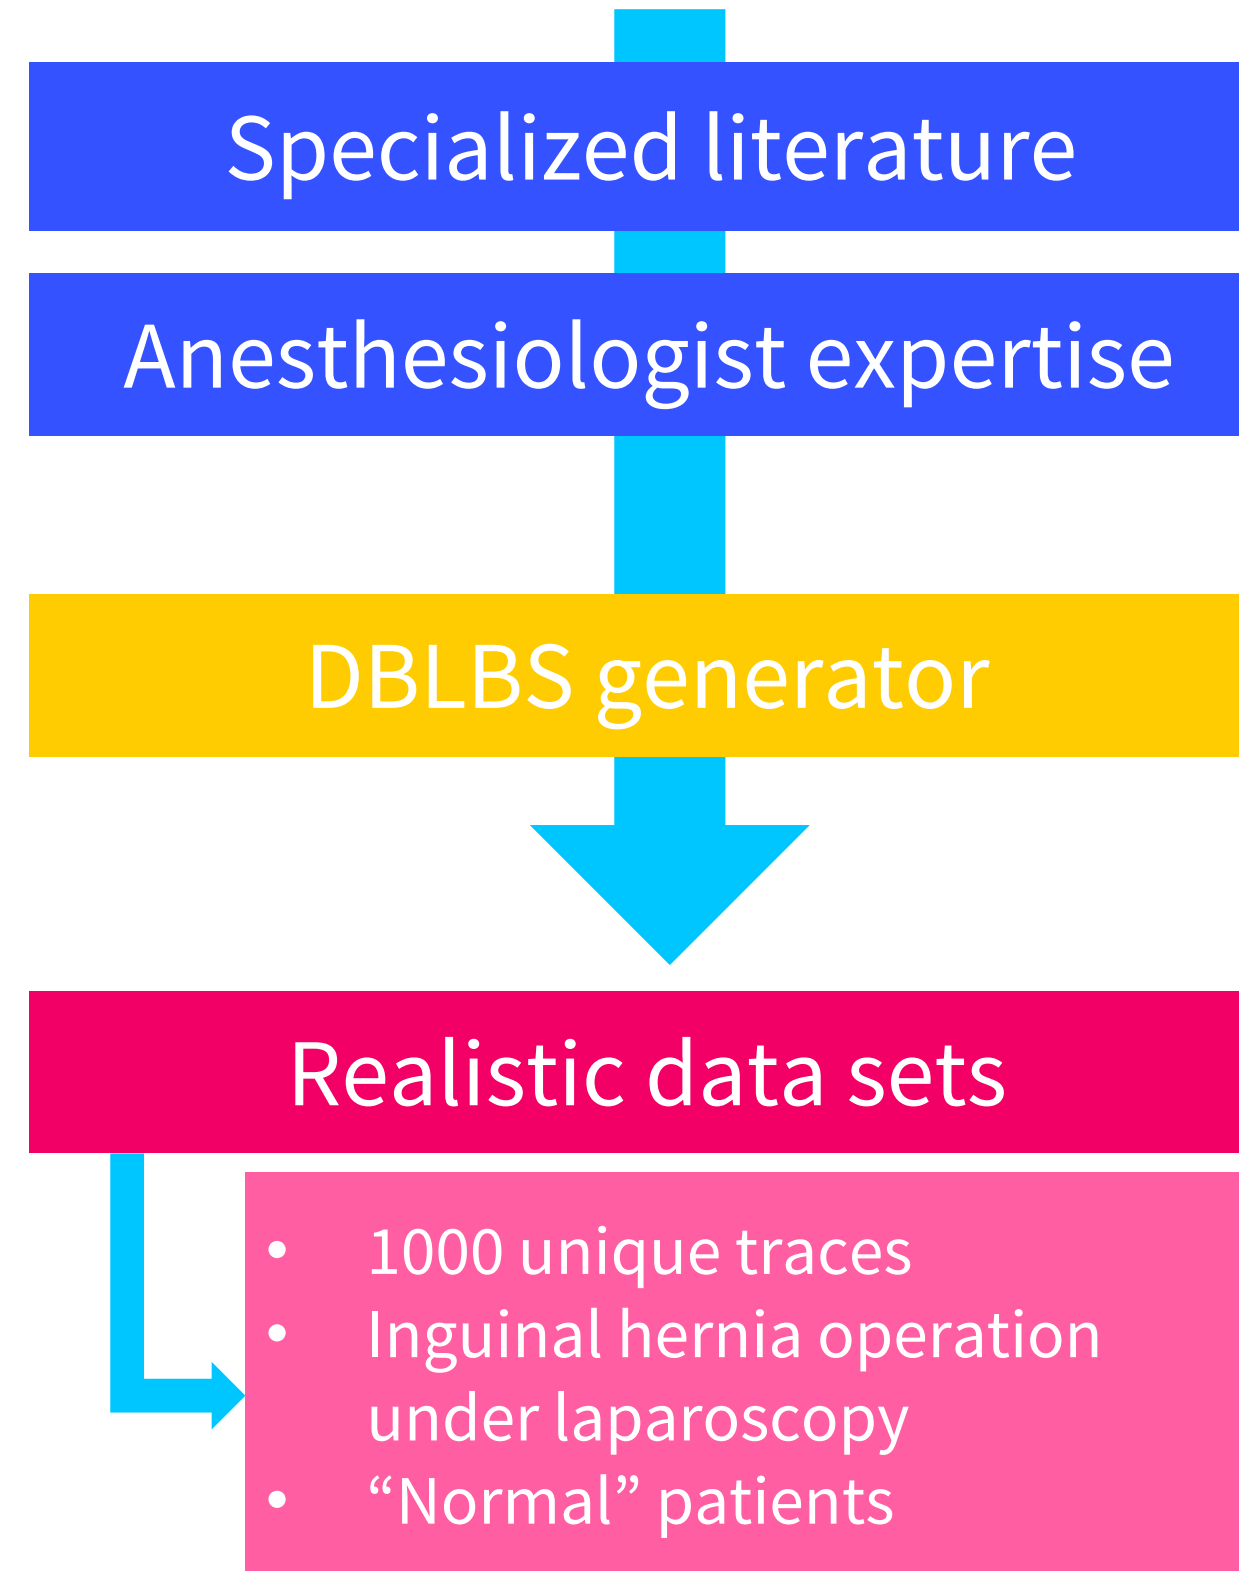 Specialized literature
Anesthesiologist expertise
DBLBS generator
Realistic data sets
• 1000 unique traces
• Inguinal hernia operation
under laparoscopy
• “Normal” patients